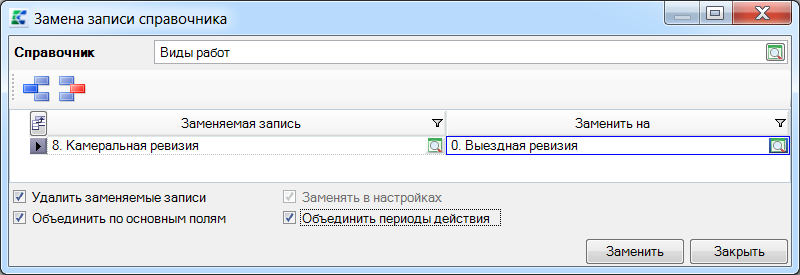 Замена записи справочника
Справочник Виды работ
Заменяемая запись Заменить на
8. Камеральная ревизия 0. Выездная ревизия
Удалить заменяемые записи Заменять в настройках
Объединить по основным полям Объединить периоды действия
Заменить Закрыть